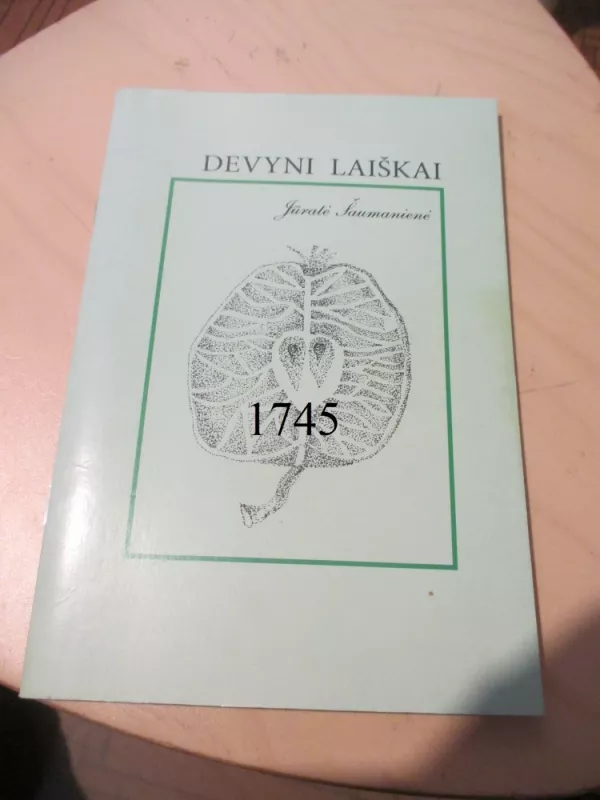 DEVYNI LAIŠKAI
Jūratė Šaumanienė
1745